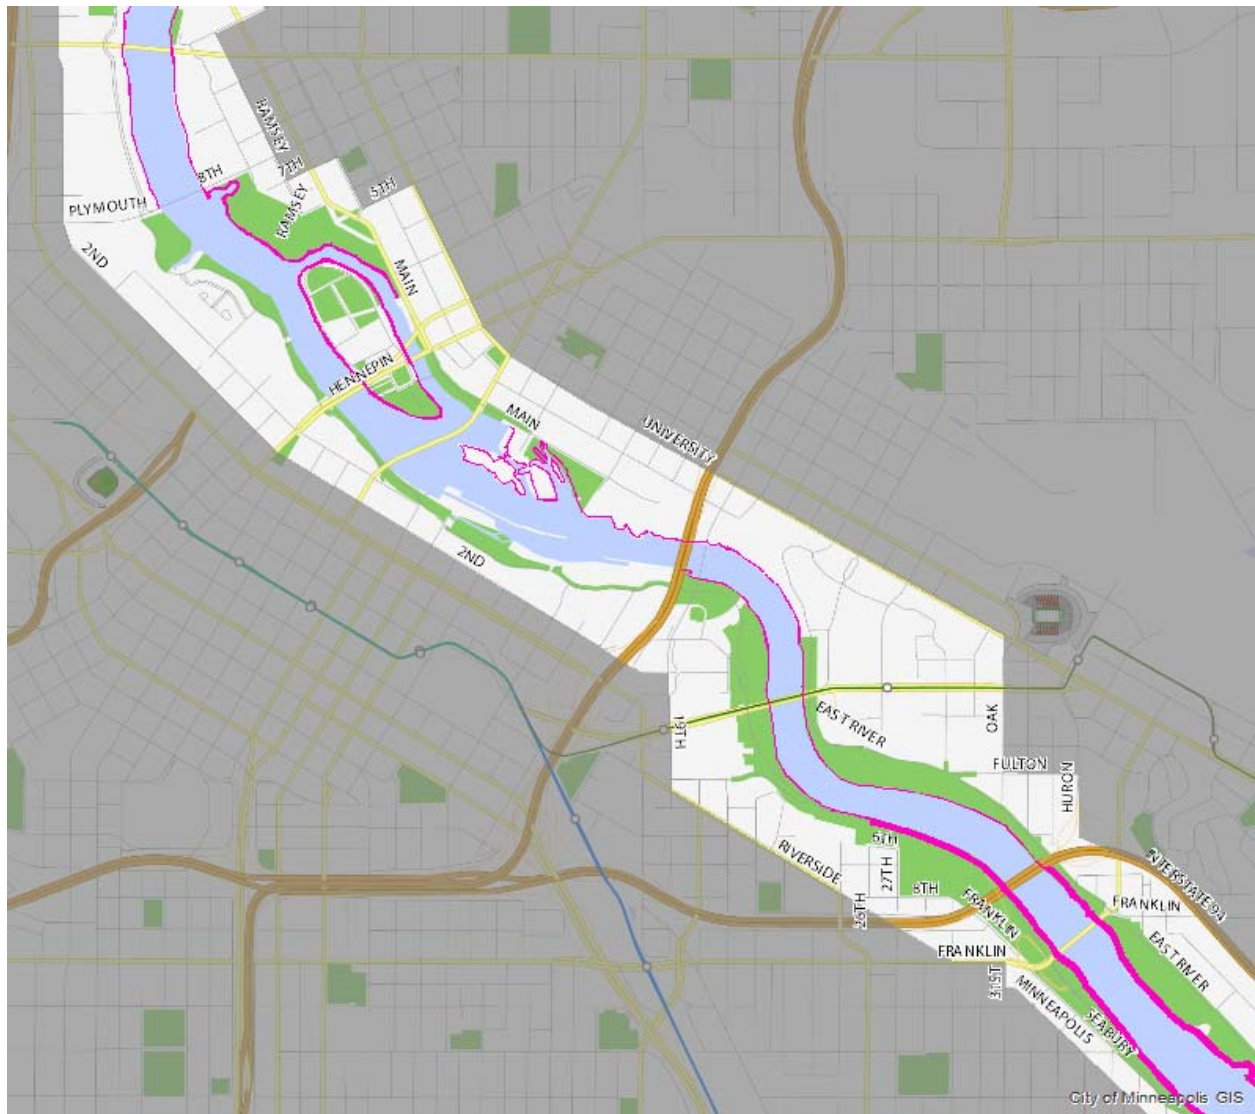 RAMSEY
8TH
7TH
RAMSEY
5TH
PLYMOUTH
2ND
MAIN
HENNEPIN
MAIN
UNIVERSITY
2ND
19TH
EAST RIVER
OAK
FULTON
HURON
6TH
RIVERSIDE
27TH
8TH
26TH
INTERSTATE 94
FRANKLIN
FRANKLIN
FRANKLIN
EAST RIVER
31ST
MINNEAPOLIS
SEABURY
City of Minneapolis GIS